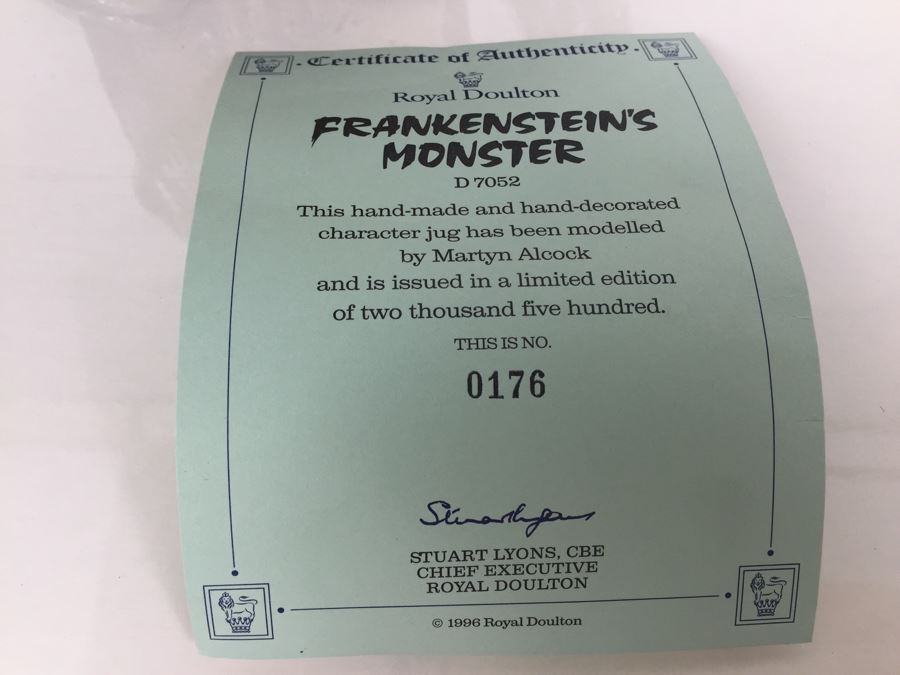 Certificate of Authenticity
Royal Doulton
FRANKENSTEIN'S
MONSTER
D 7052
This hand-made and hand-decorated
character jug has been modelled
by Martyn Alcock
and is issued in a limited edition
of two thousand five hundred.
THIS IS NO.
0176
Stuart Lyons
STUART LYONS, CBE
CHIEF EXECUTIVE
ROYAL DOULTON
© 1996 Royal Doulton